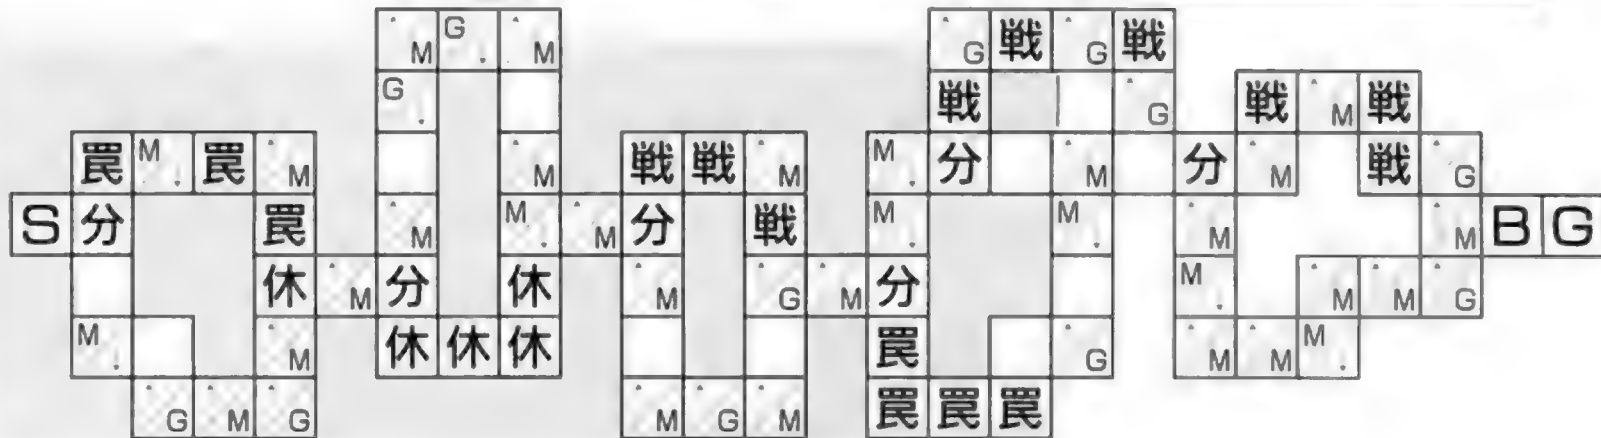 M G M 戦 G 戦
G 戦 G 戦 M 戦
罠 M 罠 M M 戦 戦 M M 分 M 分 M 戦 G
S 分 罠 M M M 分 戦 M M M M B G
休 M 分 休 M G M 分 M M M G
M M 休 休 休 罠 G M M M
G M G M G M 罠 罠 罠